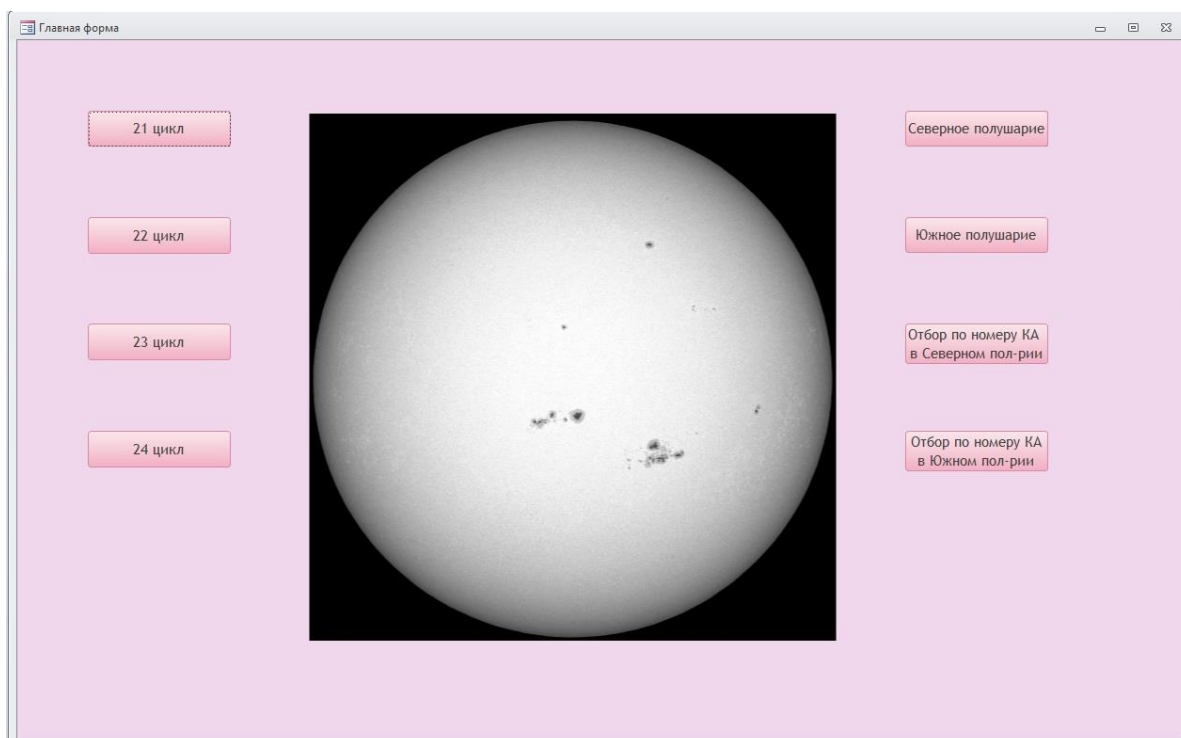 Главная форма
21 цикл
22 цикл
23 цикл
24 цикл
Северное полушарие
Южное полушарие
Отбор по номеру КА
в Северном пол-рии
Отбор по номеру КА
в Южном пол-рии